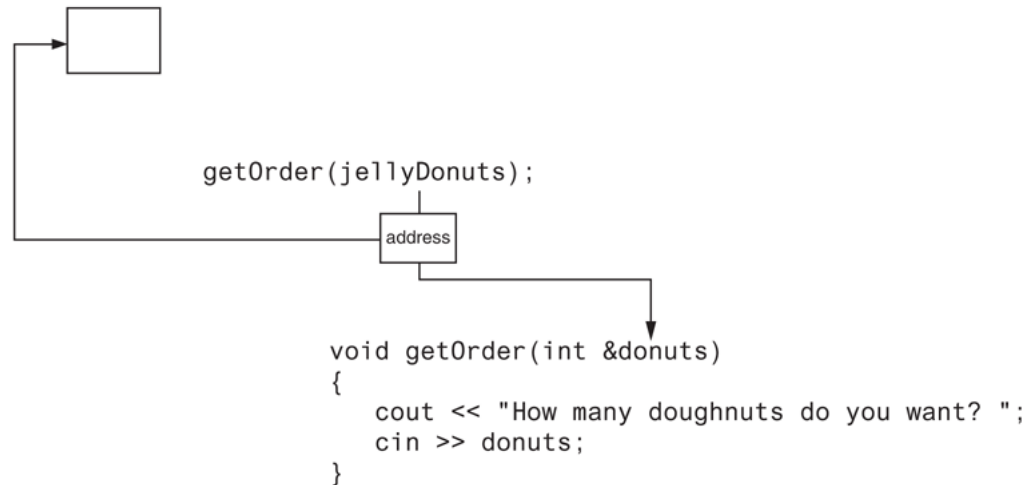 getOrder(jellyDonuts);
address
void getOrder(int &donuts)
{
cout << "How many doughnuts do you want? ";
cin >> donuts;
}